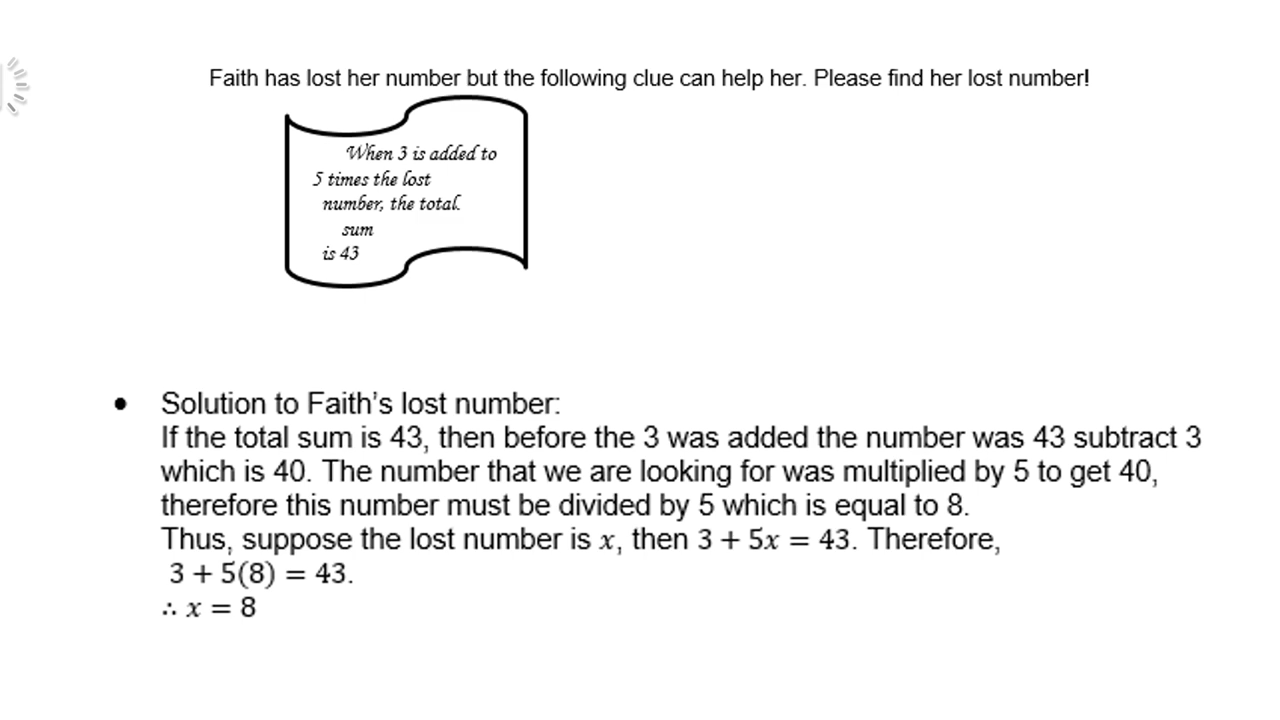 Faith has lost her number but the following clue can help her. Please find her lost number!
When 3 is added to
5 times the lost
number, the total.
sum
is 43
• Solution to Faith's lost number:
If the total sum is 43, then before the 3 was added the number was 43 subtract 3
which is 40. The number that we are looking for was multiplied by 5 to get 40,
therefore this number must be divided by 5 which is equal to 8.
Thus, suppose the lost number is x, then 3 + 5x = 43. Therefore,
3 + 5(8) = 43.
∴ x = 8